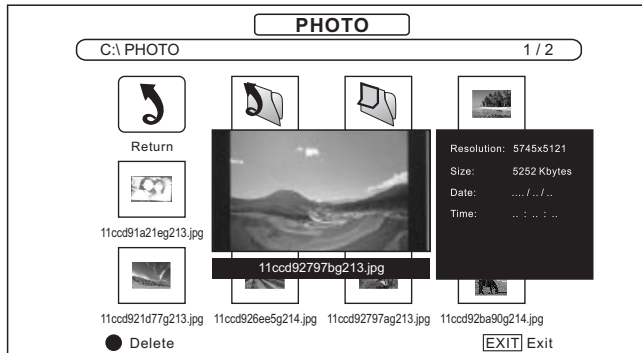 PHOTO
C:\ PHOTO 1 / 2
Return
Resolution: 5745x5121
Size: 5252 Kbytes
Date: .... / .. / ..
Time: .. : .. : ..
11ccd91a21eg213.jpg
11ccd92797bg213.jpg
11ccd921d77g213.jpg 11ccd926ee5g214.jpg 11ccd92797ag213.jpg 11ccd92ba90g214.jpg
Delete EXIT Exit